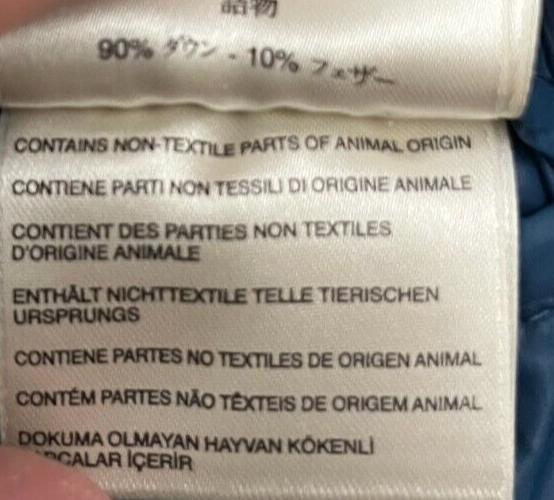 詰物
90% ダウン - 10% フェザー
CONTAINS NON-TEXTILE PARTS OF ANIMAL ORIGIN
CONTIENE PARTI NON TESSILI DI ORIGINE ANIMALE
CONTIENT DES PARTIES NON TEXTILES
D'ORIGINE ANIMALE
ENTHÄLT NICHTTEXTILE TELLE TIERISCHEN
URSPRUNGS
CONTIENE PARTES NO TEXTILES DE ORIGEN ANIMAL
CONTÉM PARTES NÃO TÊXTEIS DE ORIGEM ANIMAL
DOKUMA OLMAYAN HAYVAN KÖKENLİ
İÇERİR